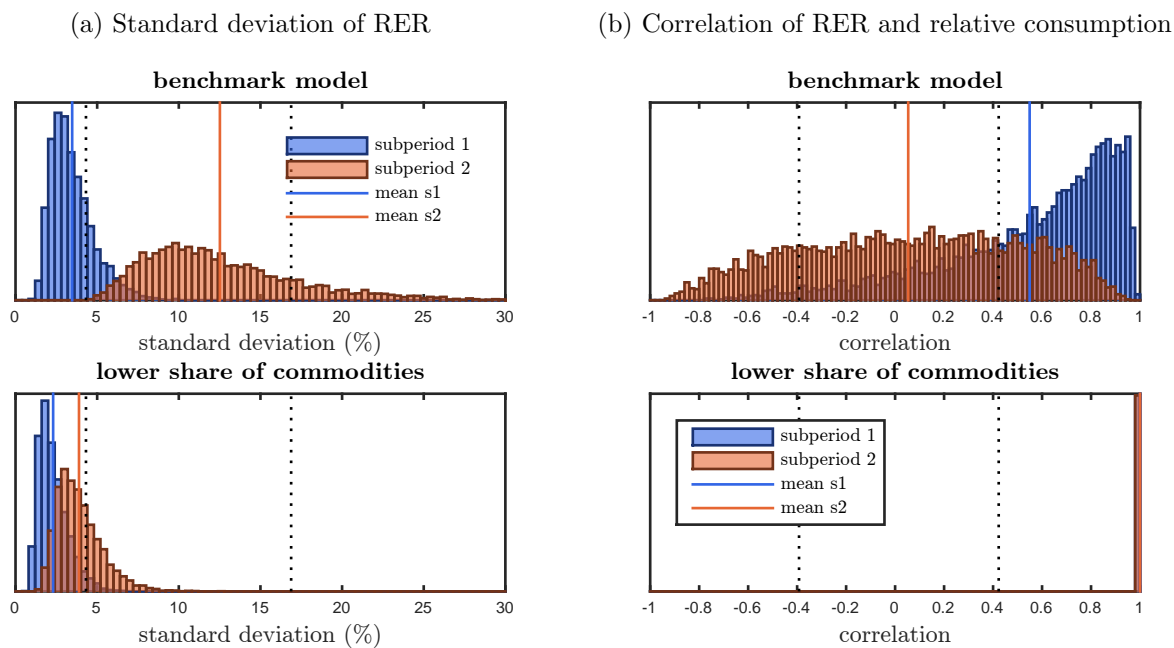 (a) Standard deviation of RER
benchmark model
subperiod 1
subperiod 2
mean s1
mean s2
0 5 10 15 20 25 30
standard deviation (%)
lower share of commodities
0 5 10 15 20 25 30
standard deviation (%)
(b) Correlation of RER and relative consumption
benchmark model
-1 -0.8 -0.6 -0.4 -0.2 0 0.2 0.4 0.6 0.8 1
correlation
lower share of commodities
subperiod 1
subperiod 2
mean s1
mean s2
-1 -0.8 -0.6 -0.4 -0.2 0 0.2 0.4 0.6 0.8 1
correlation